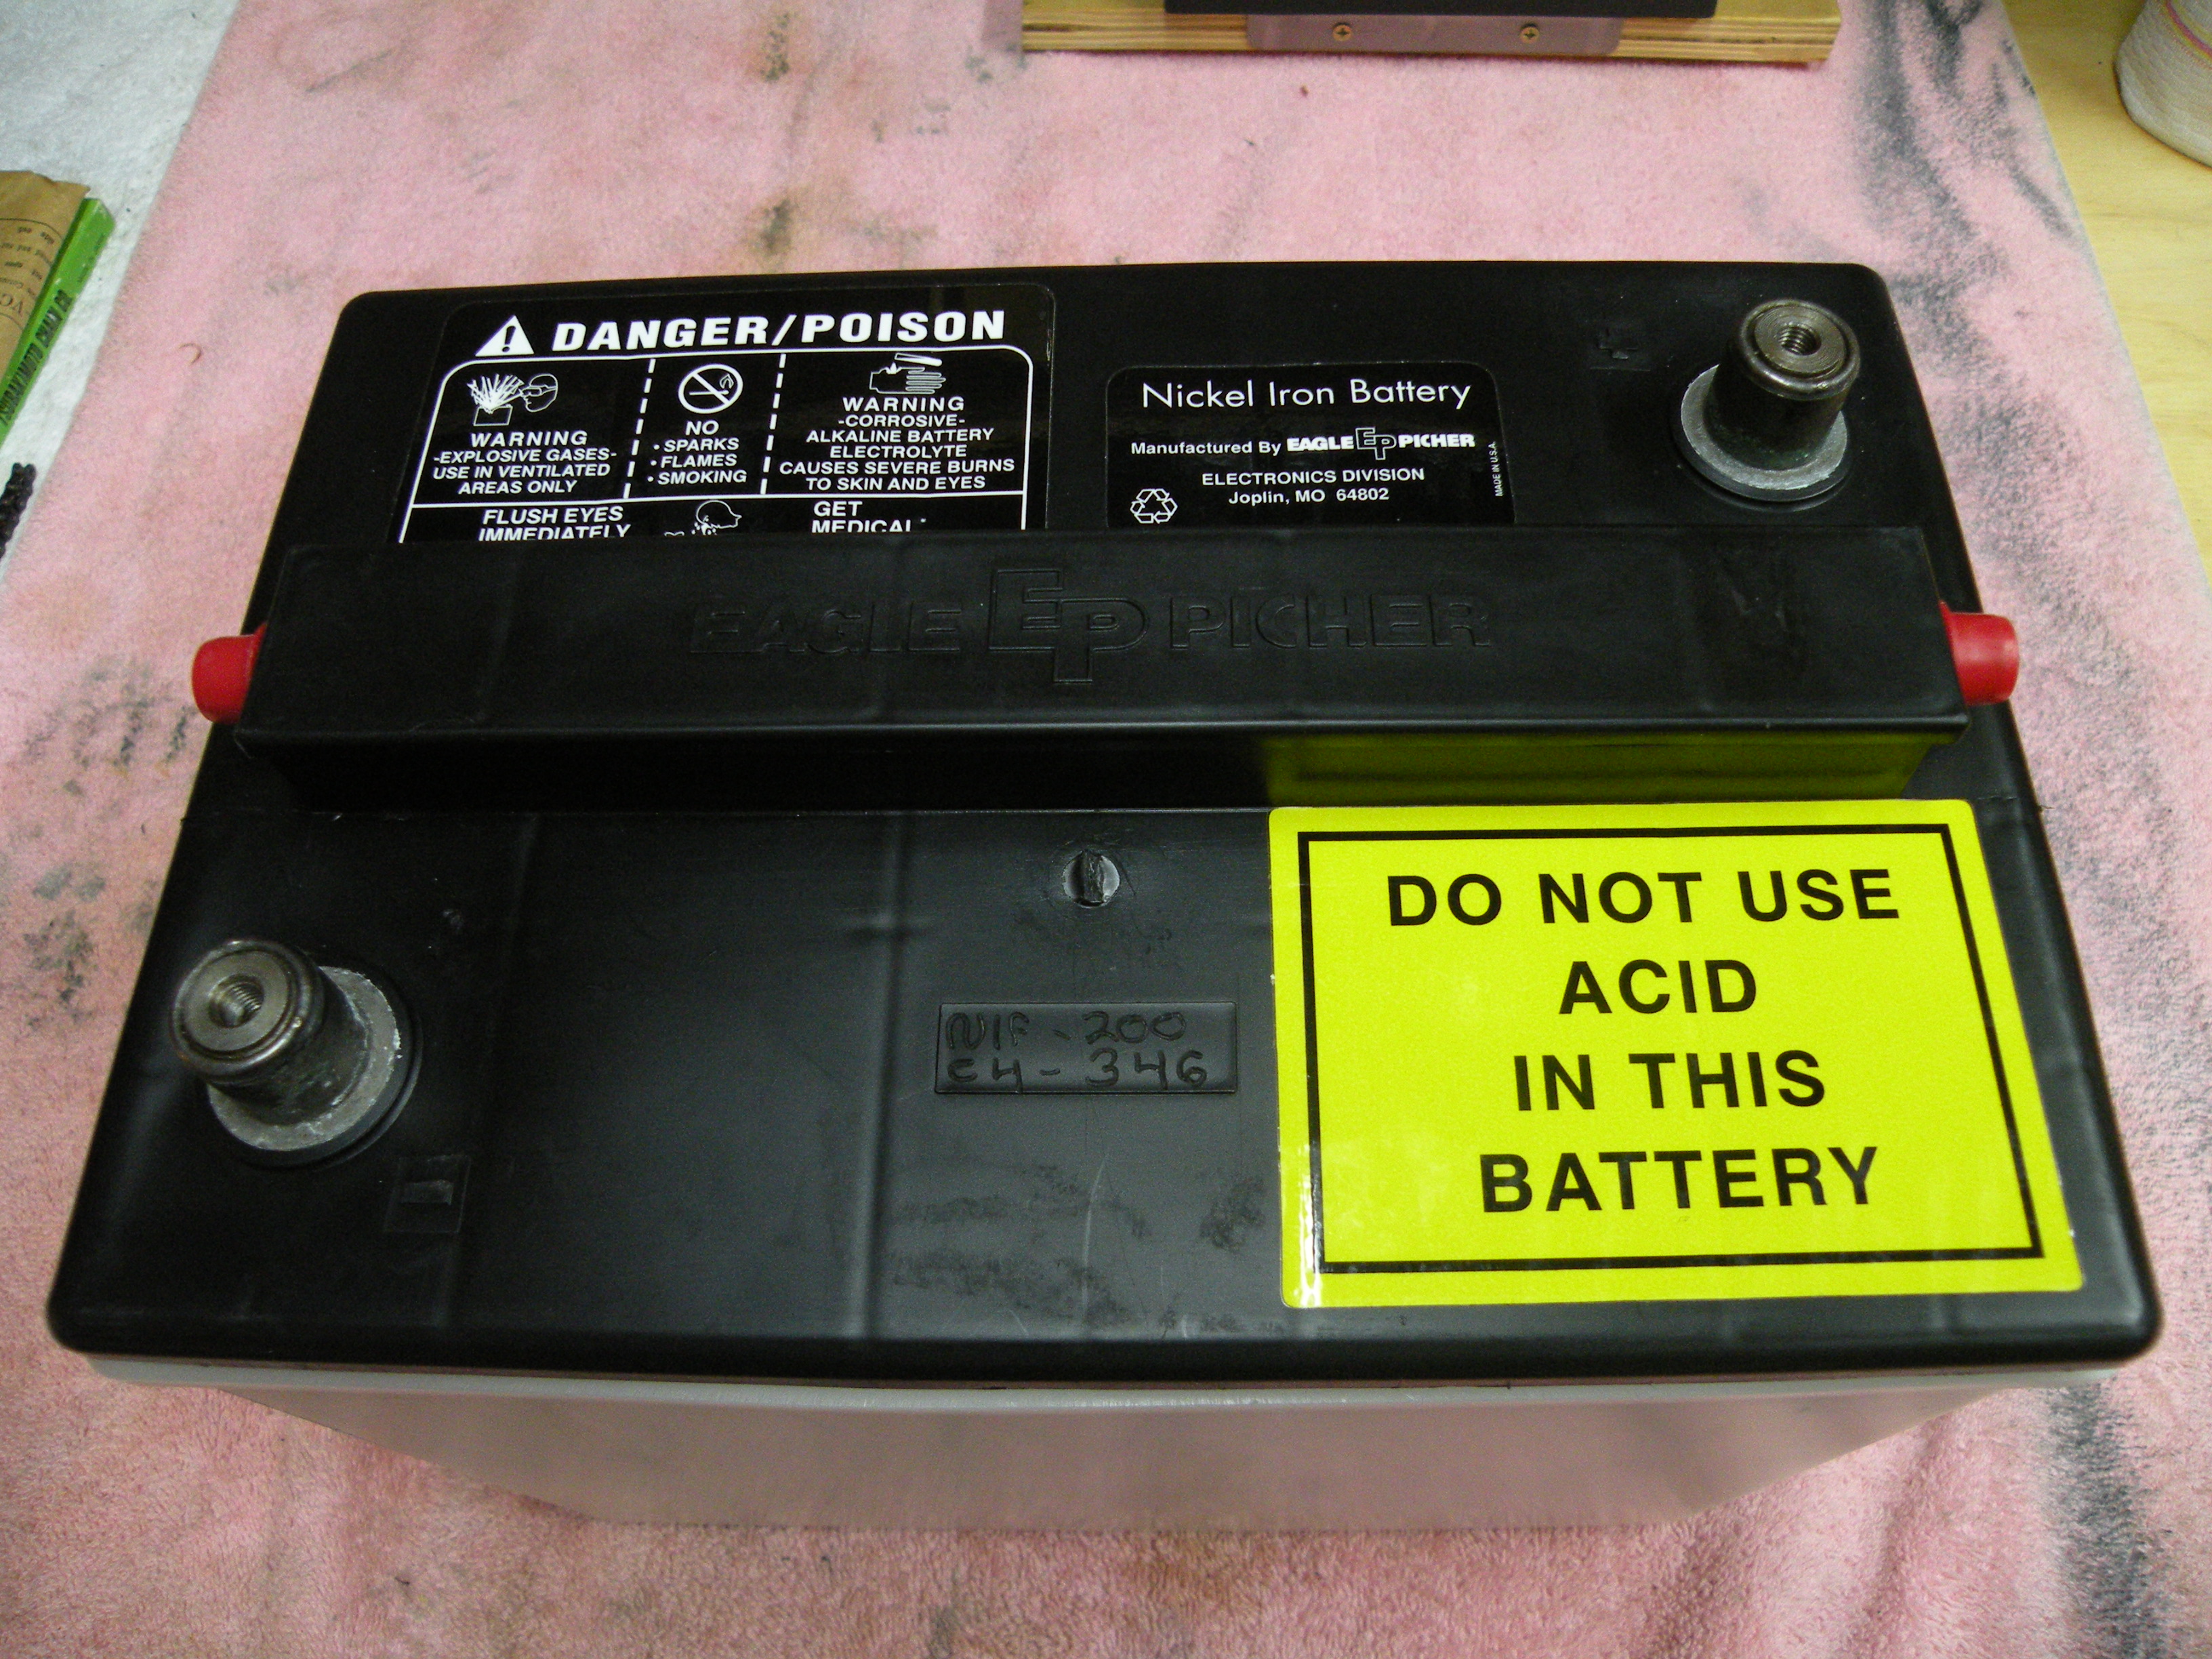 DANGER/POISON
WARNING
-EXPLOSIVE GASES-
USE IN VENTILATED
AREAS ONLY
NO
• SPARKS
• FLAMES
• SMOKING
WARNING
-CORROSIVE-
ALKALINE BATTERY
ELECTROLYTE
CAUSES SEVERE BURNS
TO SKIN AND EYES
FLUSH EYES
IMMEDIATELY
GET
MEDICAL
Nickel Iron Battery
Manufactured By EAGLE EP PICHER
ELECTRONICS DIVISION
Joplin, MO 64802
MADE IN U.S.A.
+
EAGLE EP PICHER
NIF-200
C4-346
DO NOT USE
ACID
IN THIS
BATTERY